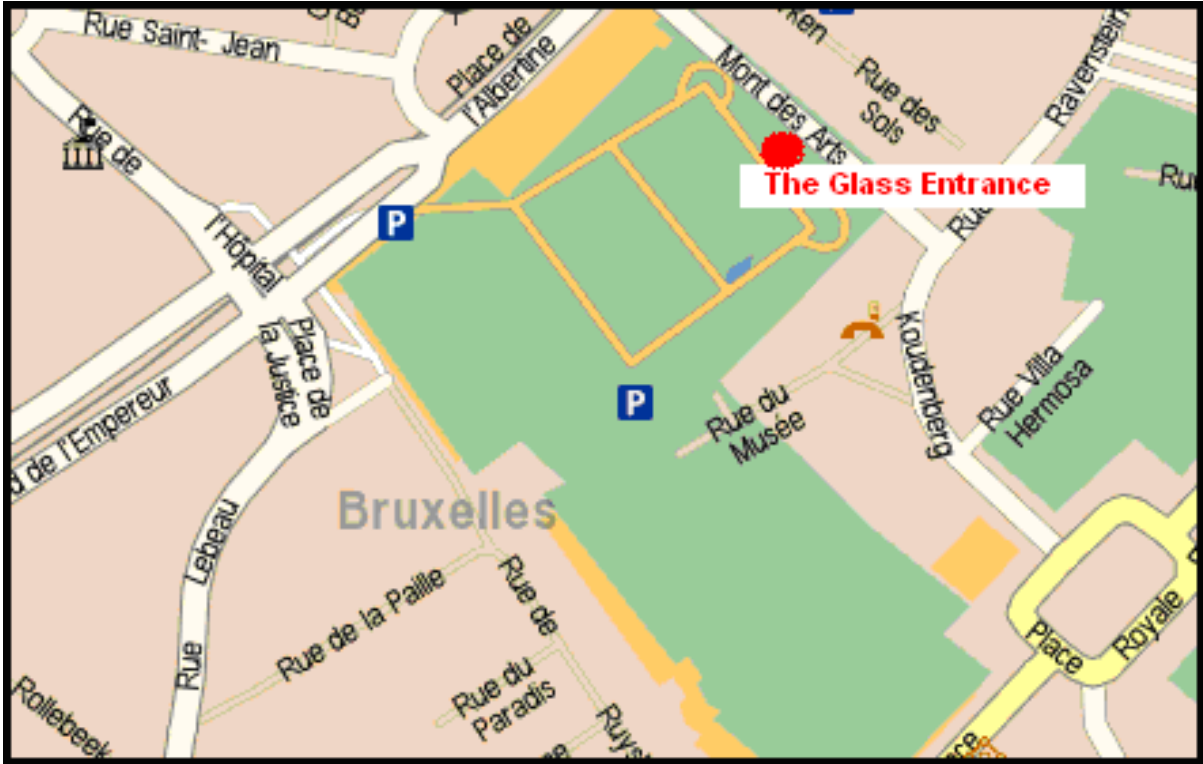 Rue Saint- Jean
Place de
l'Albertine
Rue des
Sols
Mont des Arts
Ravenstein
The Glass Entrance
Rue de
l'Hôpital
P
P
Place de
la Justice
d de l'Empereur
Koudenberg
Rue Villa
Hermosa
Rue du
Musée
Bruxelles
Rue Lebeau
Rue de la Paille
Rue de
Rue du
Paradis
Ruys
Rollebeek
Place
Royale